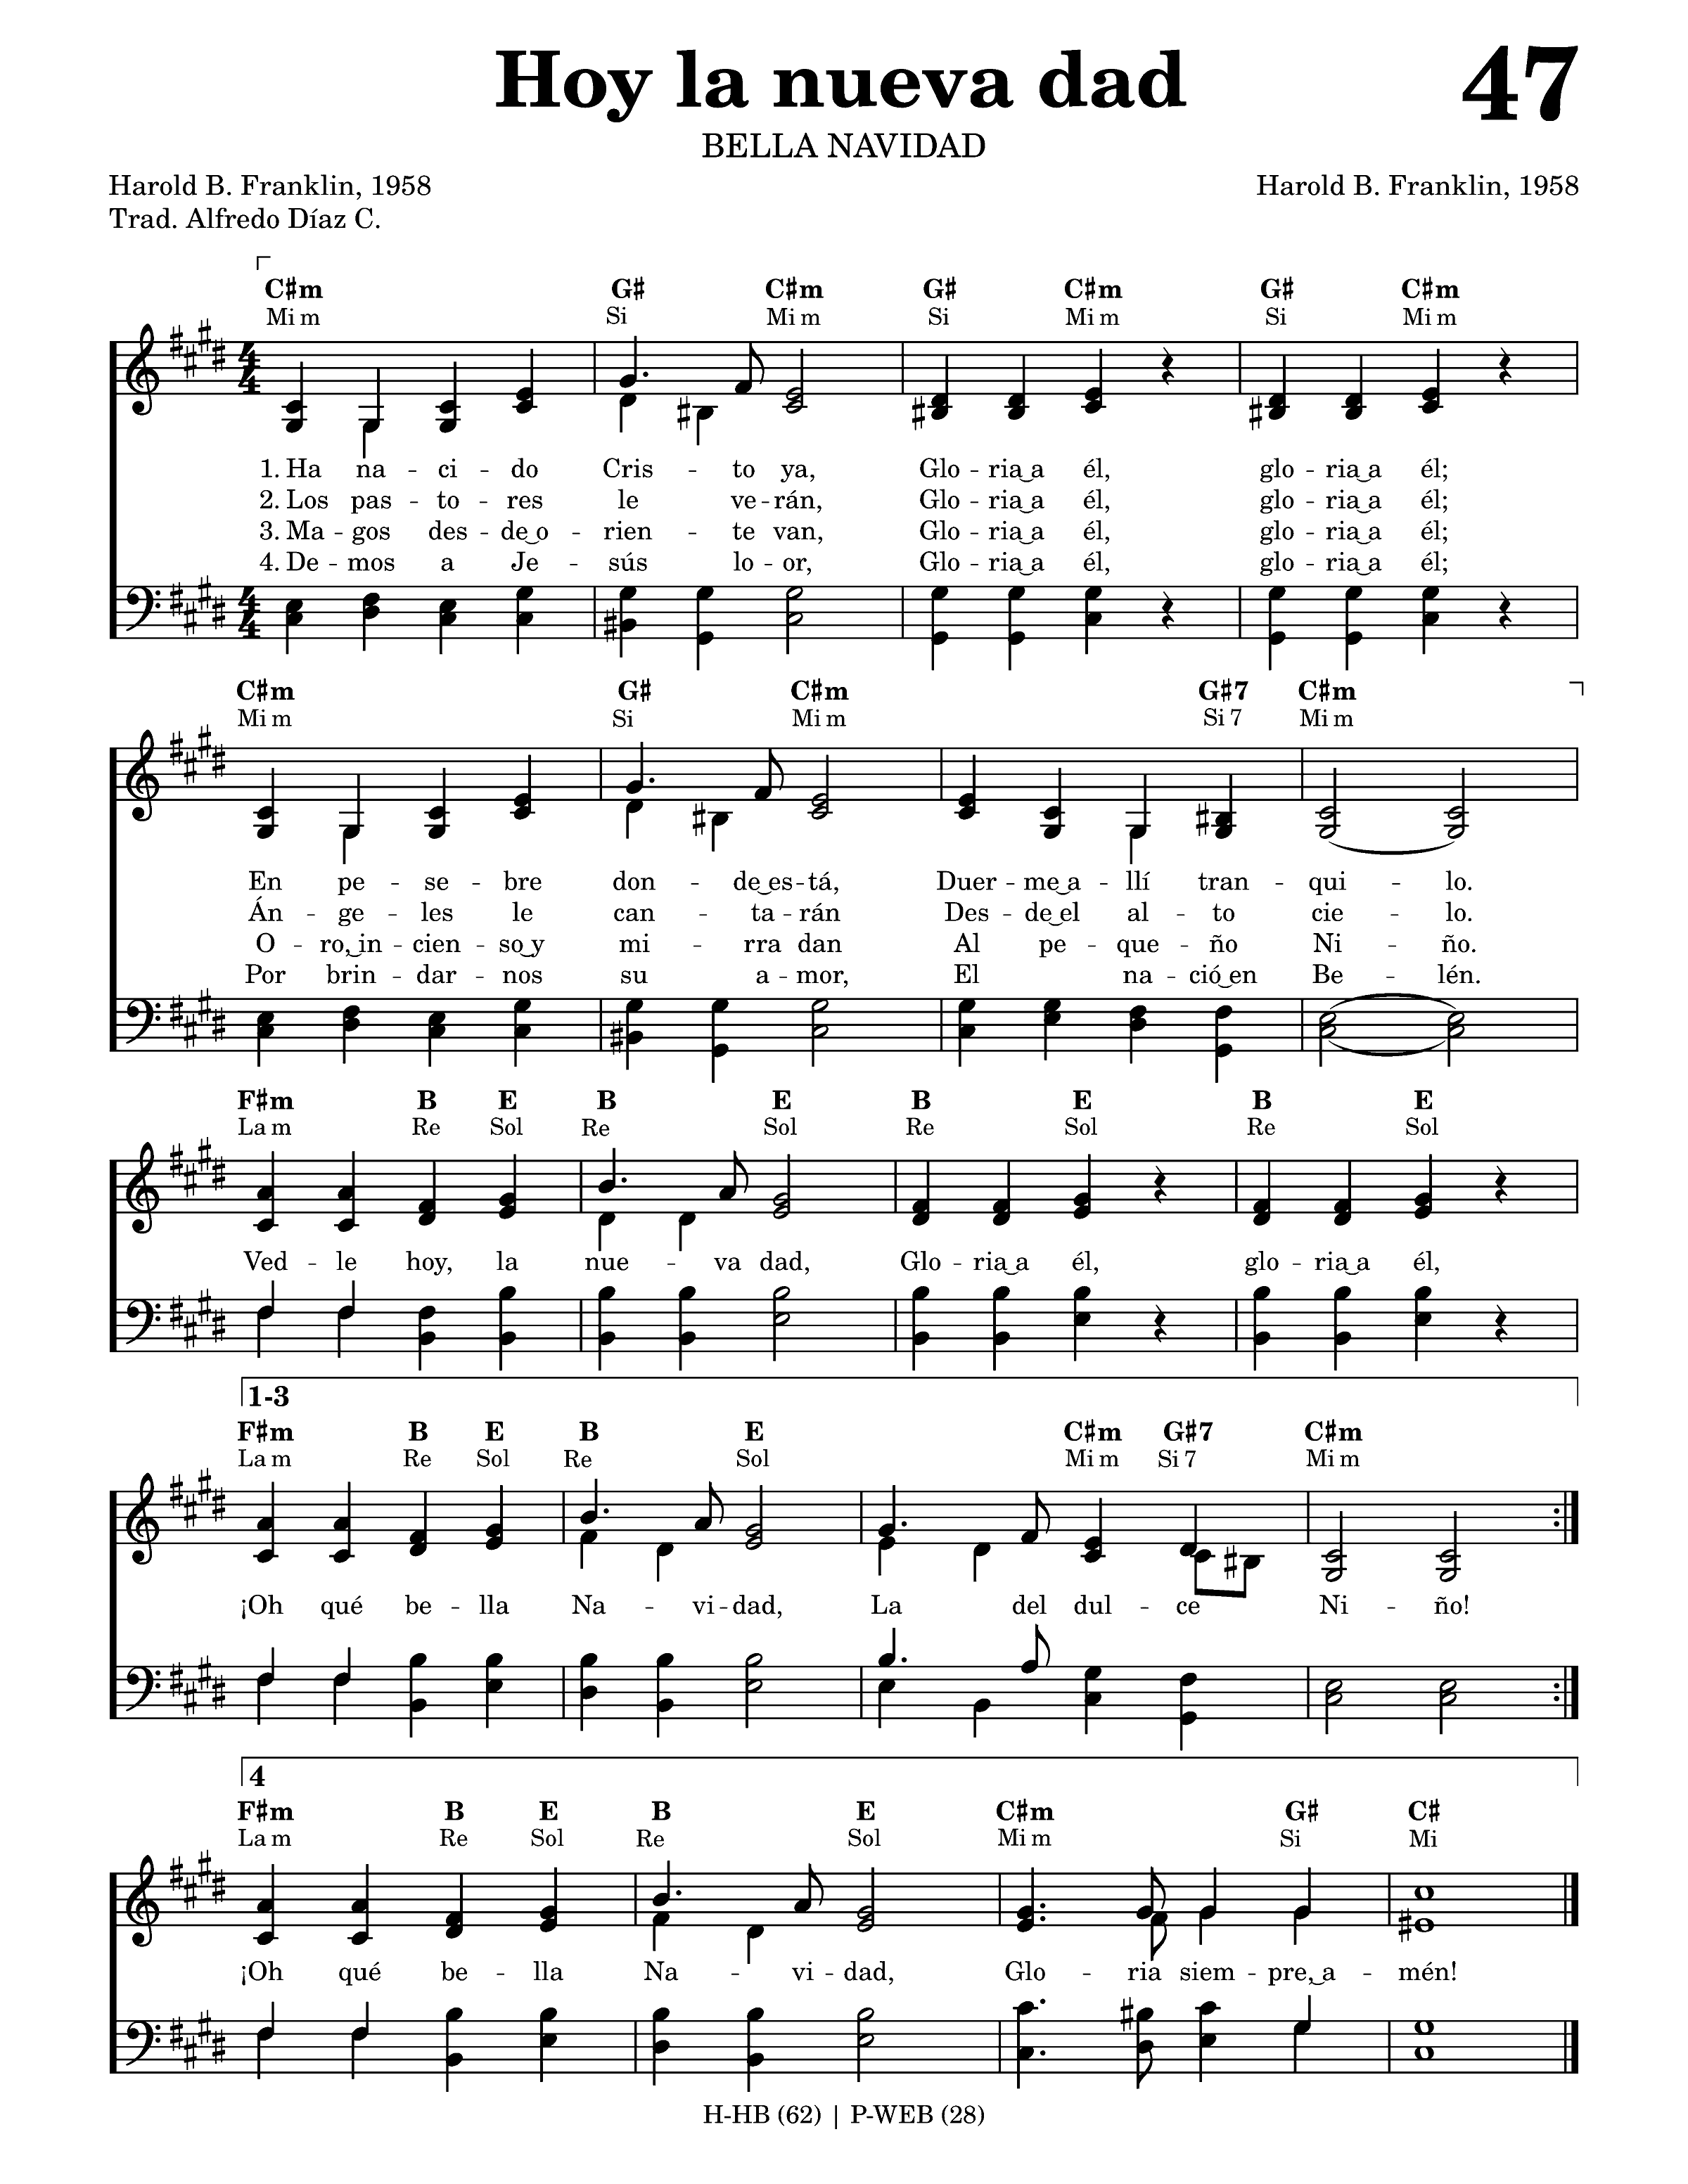 Hoy la nueva dad
47
BELLA NAVIDAD
Harold B. Franklin, 1958
Harold B. Franklin, 1958
Trad. Alfredo Díaz C.
C♯m G♯ C♯m G♯ C♯m G♯ C♯m
Mi m Si Mi m Si Mi m Si Mi m
1. Ha na -- ci -- do Cris -- to ya, Glo -- ria‿a él, glo -- ria‿a él;
2. Los pas -- to -- res le ve -- rán, Glo -- ria‿a él, glo -- ria‿a él;
3. Ma -- gos des -- de‿o -- rien -- te van, Glo -- ria‿a él, glo -- ria‿a él;
4. De -- mos a Je -- sús lo -- or, Glo -- ria‿a él, glo -- ria‿a él;
C♯m G♯ C♯m G♯7 C♯m
Mi m Si Mi m Si 7 Mi m
En pe -- se -- bre don -- de‿es -- tá, Duer -- me‿a -- llí tran -- qui -- lo.
Án -- ge -- les le can -- ta -- rán Des -- de‿el al -- to cie -- lo.
O -- ro,‿in -- cien -- so‿y mi -- rra dan Al pe -- que -- ño Ni -- ño.
Por brin -- dar -- nos su a -- mor, El na -- ció‿en Be -- lén.
F♯m B E B E B E B E
La m Re Sol Re Sol Re Sol Re Sol
Ved -- le hoy, la nue -- va dad, Glo -- ria‿a él, glo -- ria‿a él,
1-3
F♯m B E B E C♯m G♯7 C♯m
La m Re Sol Re Sol Mi m Si 7 Mi m
¡Oh qué be -- lla Na -- vi -- dad, La del dul -- ce Ni -- ño!
4
F♯m B E B E C♯m G♯ C♯
La m Re Sol Re Sol Mi m Si Mi
¡Oh qué be -- lla Na -- vi -- dad, Glo -- ria siem -- pre,‿a -- mén!
H-HB (62) | P-WEB (28)